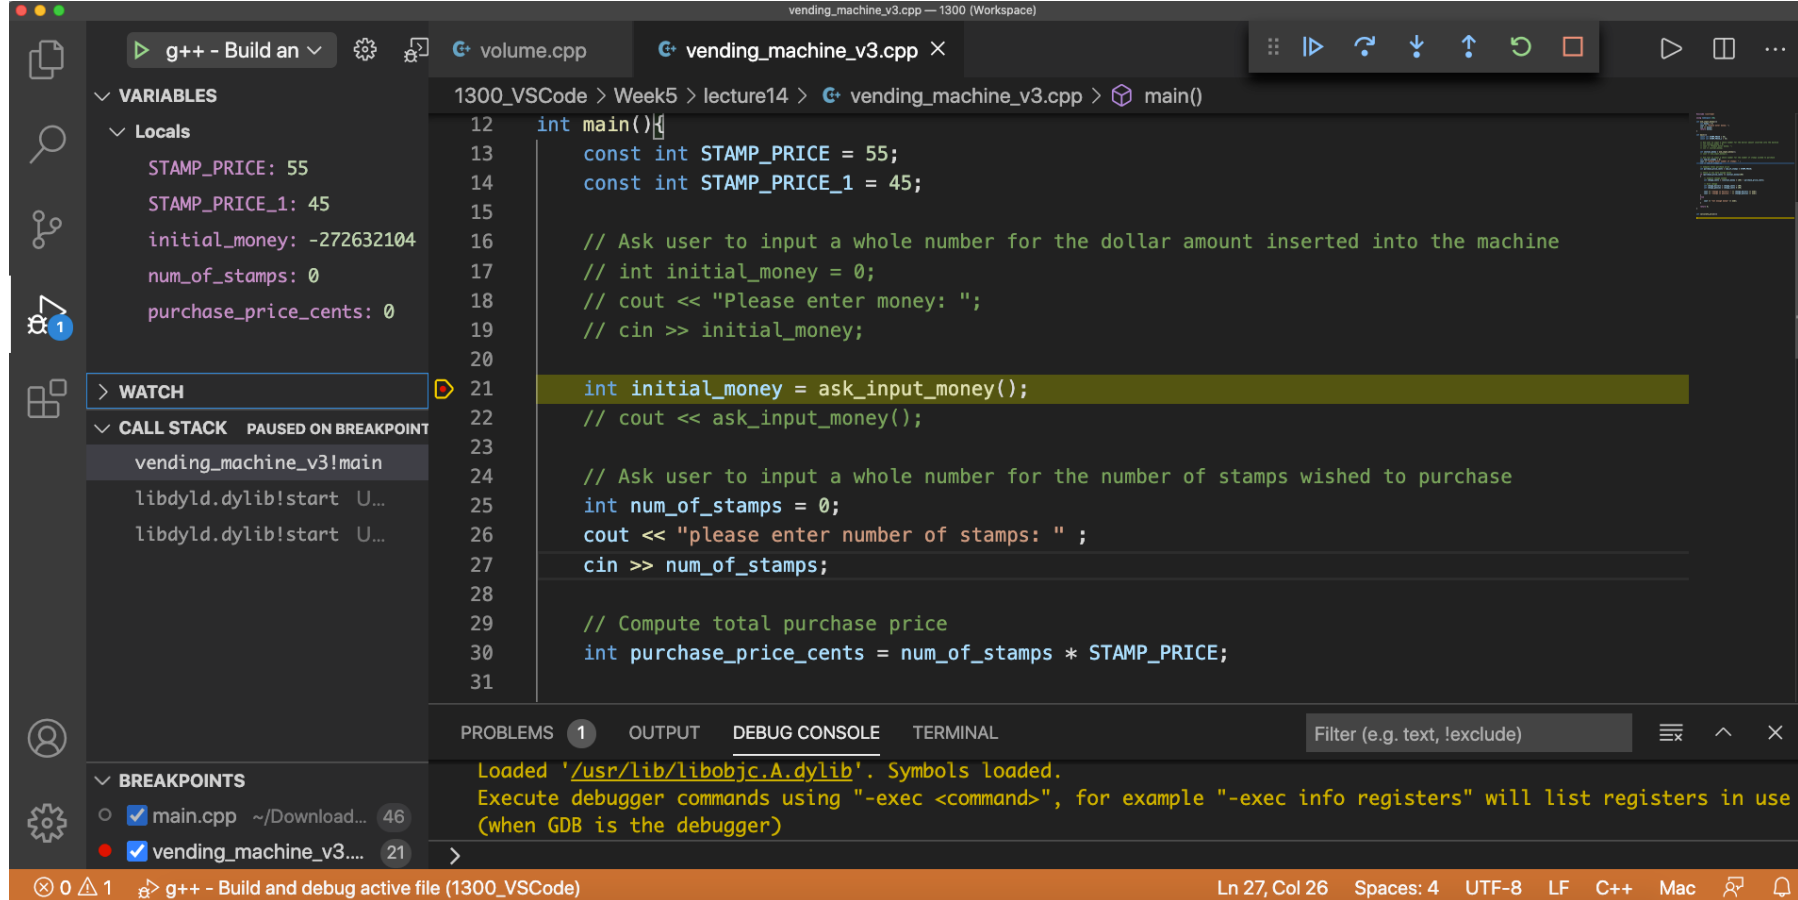 vending_machine_v3.cpp — 1300 (Workspace)
g++ - Build an
volume.cpp
vending_machine_v3.cpp
1300_VSCode > Week5 > lecture14 > vending_machine_v3.cpp > main()
VARIABLES
Locals
STAMP_PRICE: 55
STAMP_PRICE_1: 45
initial_money: -272632104
num_of_stamps: 0
purchase_price_cents: 0
WATCH
CALL STACK PAUSED ON BREAKPOINT
vending_machine_v3!main
libdyld.dylib!start U...
libdyld.dylib!start U...
BREAKPOINTS
main.cpp ~/Download... 46
vending_machine_v3.... 21
1
12 int main(){
13 const int STAMP_PRICE = 55;
14 const int STAMP_PRICE_1 = 45;
15
16 // Ask user to input a whole number for the dollar amount inserted into the machine
17 // int initial_money = 0;
18 // cout << "Please enter money: ";
19 // cin >> initial_money;
20
21 int initial_money = ask_input_money();
22 // cout << ask_input_money();
23
24 // Ask user to input a whole number for the number of stamps wished to purchase
25 int num_of_stamps = 0;
26 cout << "please enter number of stamps: " ;
27 cin >> num_of_stamps;
28
29 // Compute total purchase price
30 int purchase_price_cents = num_of_stamps * STAMP_PRICE;
31
PROBLEMS 1 OUTPUT DEBUG CONSOLE TERMINAL Filter (e.g. text, !exclude)
Loaded '/usr/lib/libobjc.A.dylib'. Symbols loaded.
Execute debugger commands using "-exec <command>", for example "-exec info registers" will list registers in use
(when GDB is the debugger)
>
0 1 g++ - Build and debug active file (1300_VSCode) Ln 27, Col 26 Spaces: 4 UTF-8 LF C++ Mac